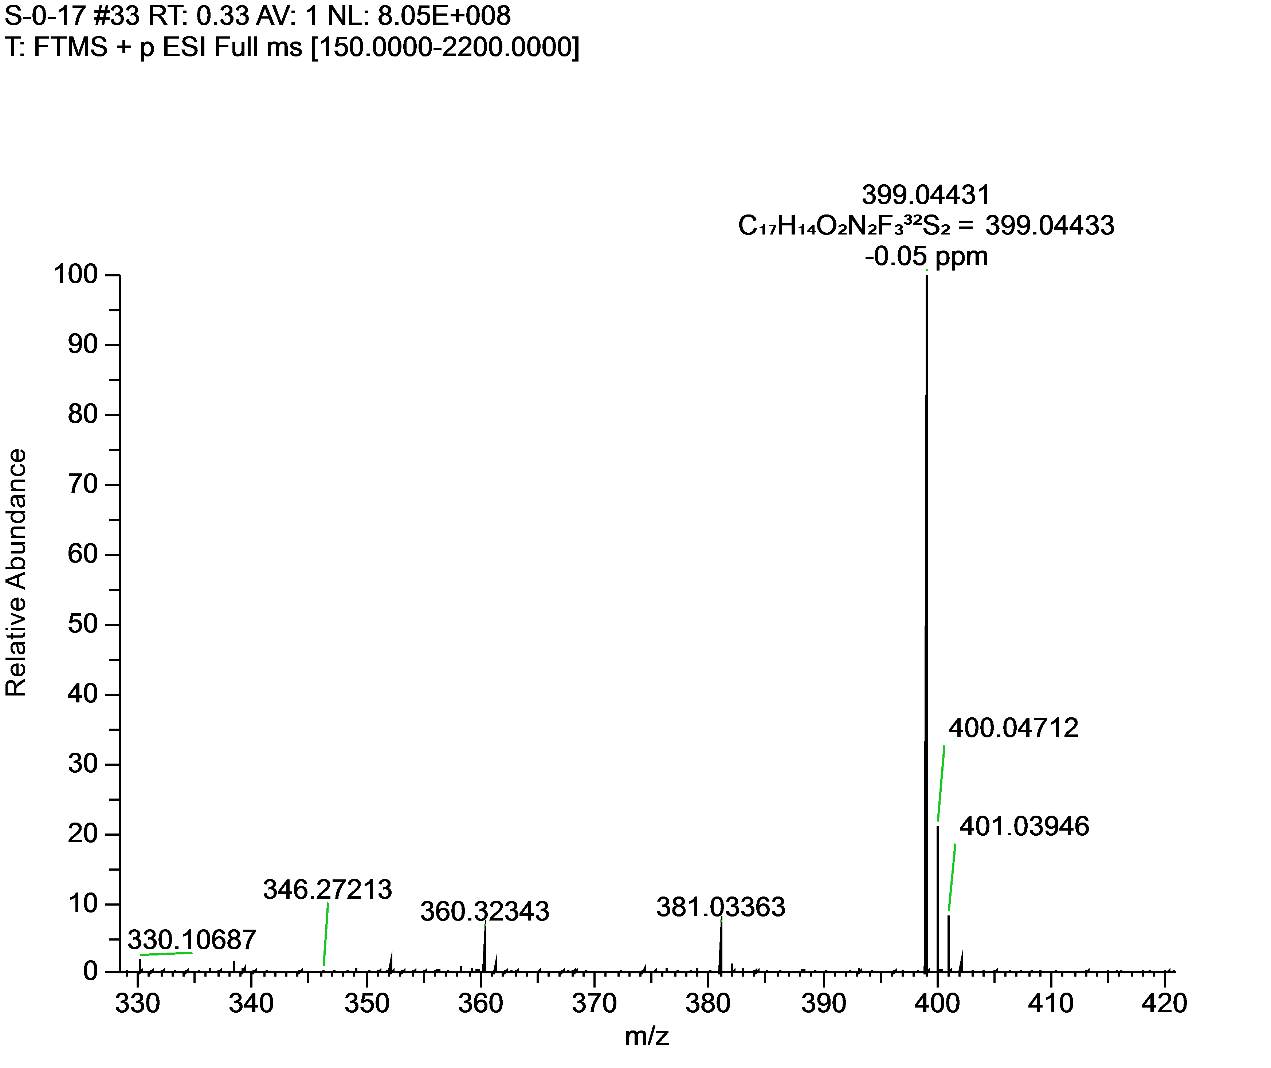 S-0-17 #33 RT: 0.33 AV: 1 NL: 8.05E+008
T: FTMS + p ESI Full ms [150.0000-2200.0000]
399.04431
C₁₇H₁₄O₂N₂F₃³²S₂ = 399.04433
-0.05 ppm
100
90
80
70
60
50
40
30
20
10
0
Relative Abundance
400.04712
401.03946
346.27213
360.32343
381.03363
330.10687
330 340 350 360 370 380 390 400 410 420
m/z